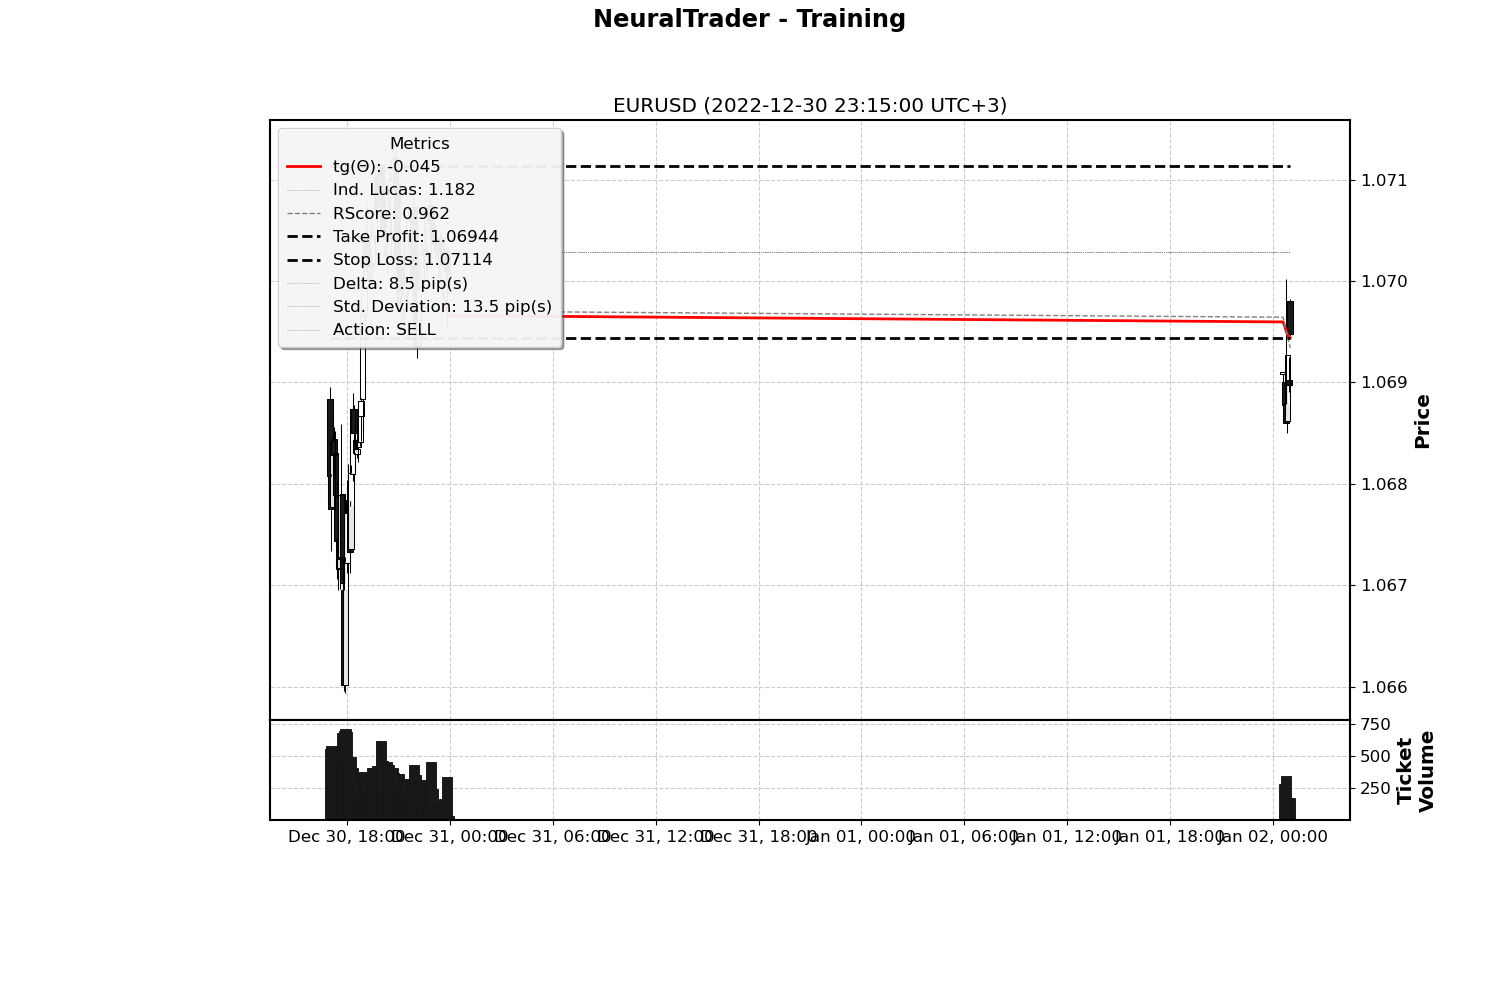 NeuralTrader - Training
EURUSD (2022-12-30 23:15:00 UTC+3)
Metrics
tg(Θ): -0.045
Ind. Lucas: 1.182
RScore: 0.962
Take Profit: 1.06944
Stop Loss: 1.07114
Delta: 8.5 pip(s)
Std. Deviation: 13.5 pip(s)
Action: SELL
1.071
1.070
1.069
1.068
1.067
1.066
Price
750
500
250
Ticket
Volume
Dec 30, 18:00
Dec 31, 00:00
Dec 31, 06:00
Dec 31, 12:00
Dec 31, 18:00
Jan 01, 00:00
Jan 01, 06:00
Jan 01, 12:00
Jan 01, 18:00
Jan 02, 00:00